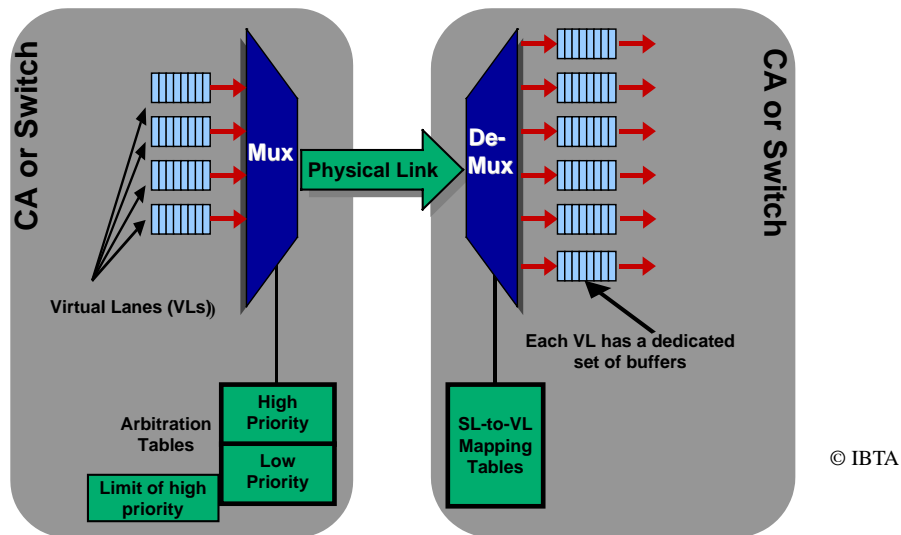 CA or Switch
Mux
Physical Link
De-
Mux
CA or Switch
Virtual Lanes (VLs))
Each VL has a dedicated
set of buffers
Arbitration
Tables
High
Priority
Low
Priority
Limit of high
priority
SL-to-VL
Mapping
Tables
© IBTA